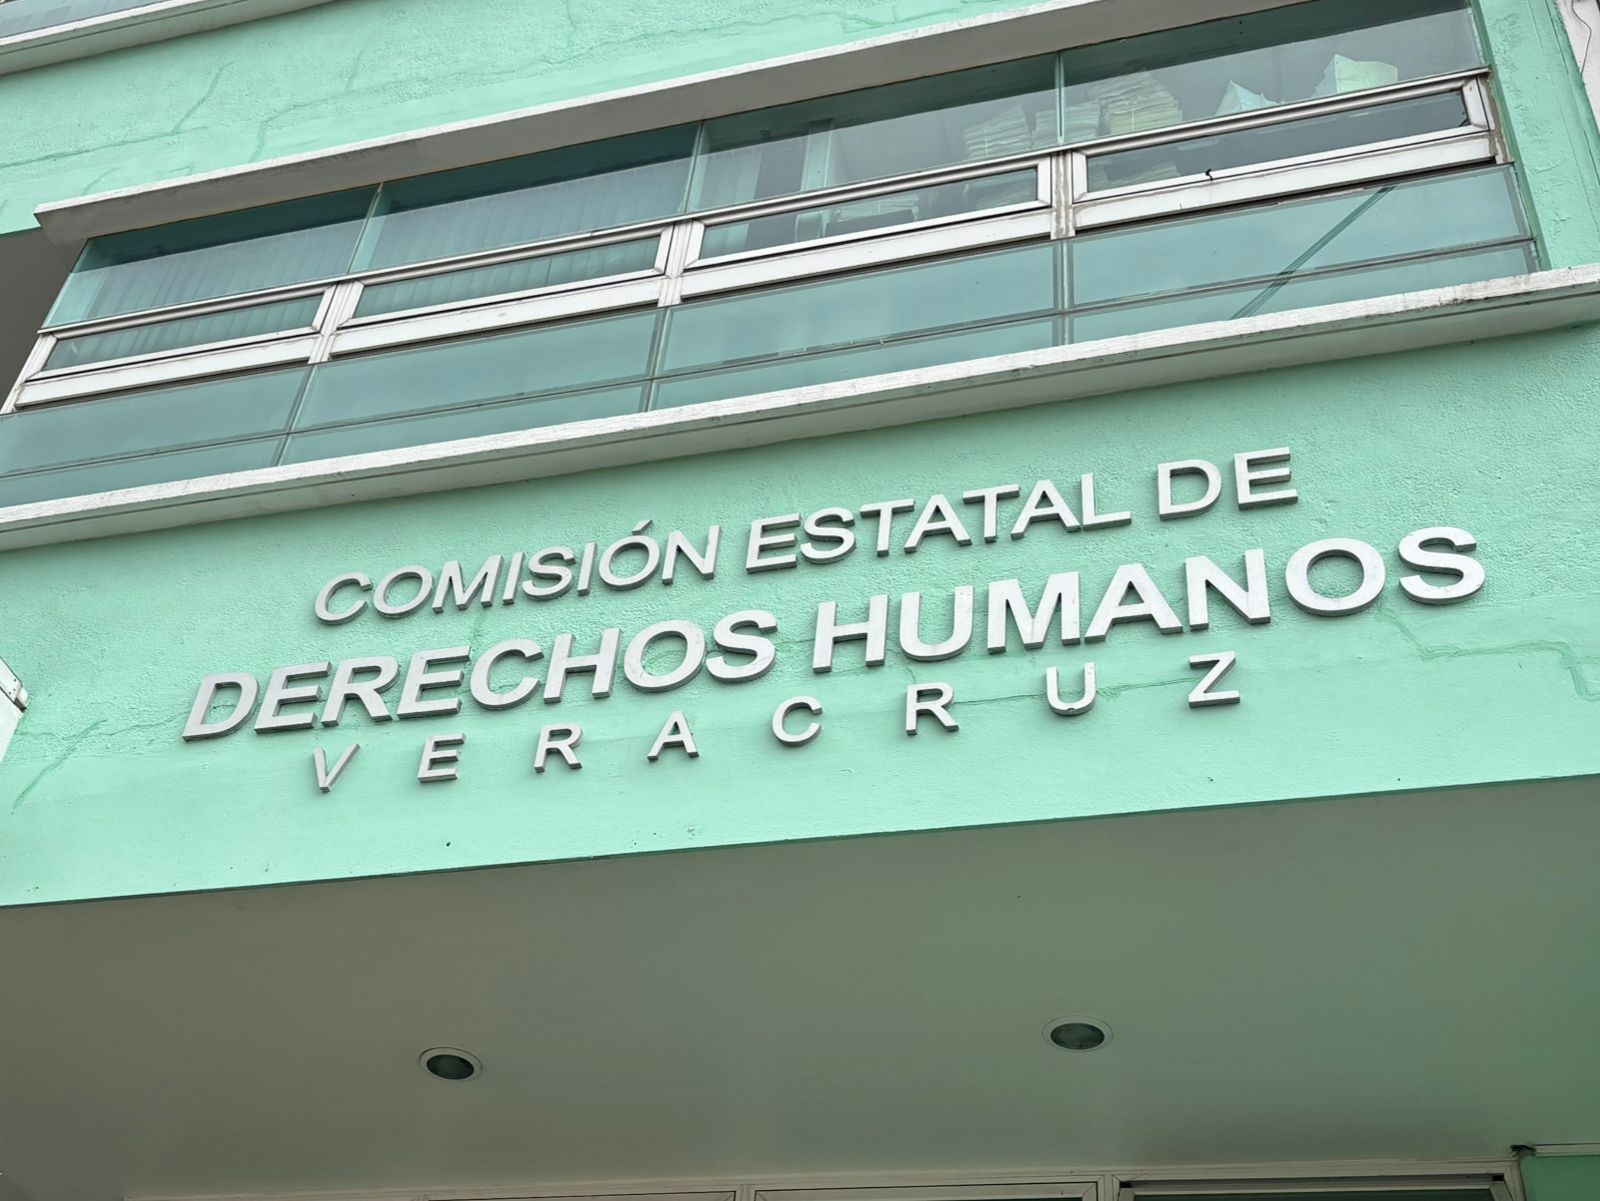 COMISIÓN ESTATAL DE
DERECHOS HUMANOS
VERACRUZ